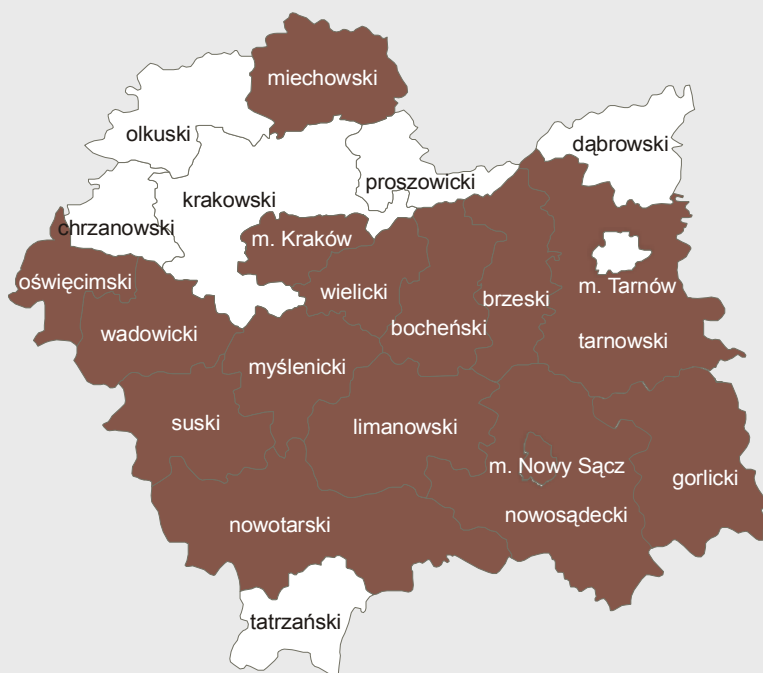 miechowski
olkuski
dąbrowski
proszowicki
krakowski
chrzanowski
m. Kraków
oświęcimski
wielicki
brzeski
m. Tarnów
bocheński
wadowicki
tarnowski
myślenicki
suski
limanowski
m. Nowy Sącz
gorlicki
nowosądecki
nowotarski
tatrzański